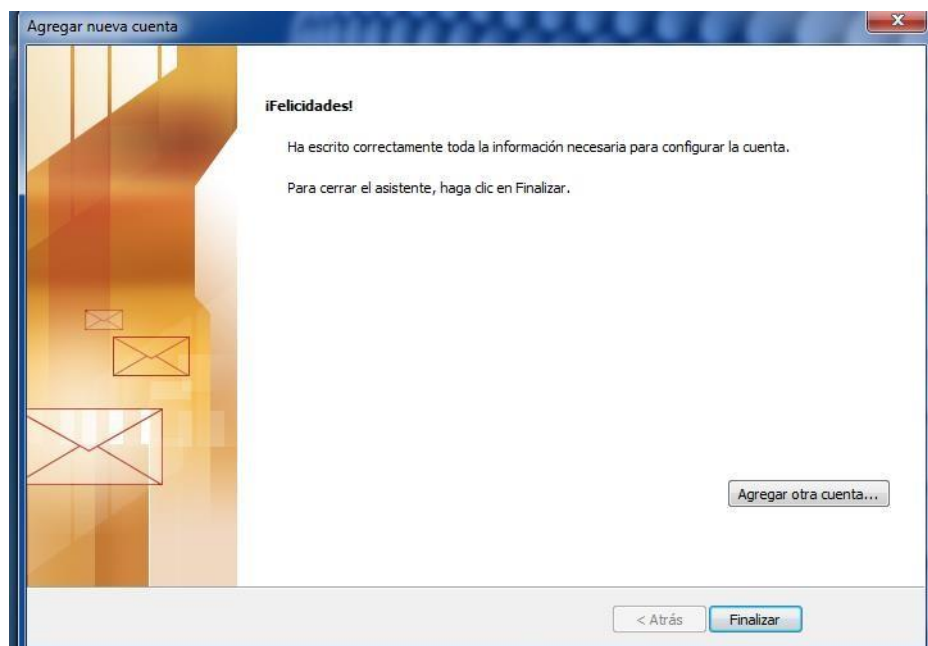 Agregar nueva cuenta
x
¡Felicidades!
Ha escrito correctamente toda la información necesaria para configurar la cuenta.
Para cerrar el asistente, haga clic en Finalizar.
Agregar otra cuenta...
< Atrás
Finalizar